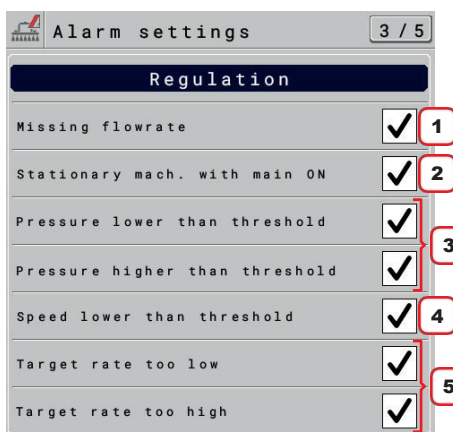 Alarm settings 3 / 5
Regulation
Missing flowrate 1
Stationary mach. with main ON 2
Pressure lower than threshold
3
Pressure higher than threshold
Speed lower than threshold 4
Target rate too low
5
Target rate too high